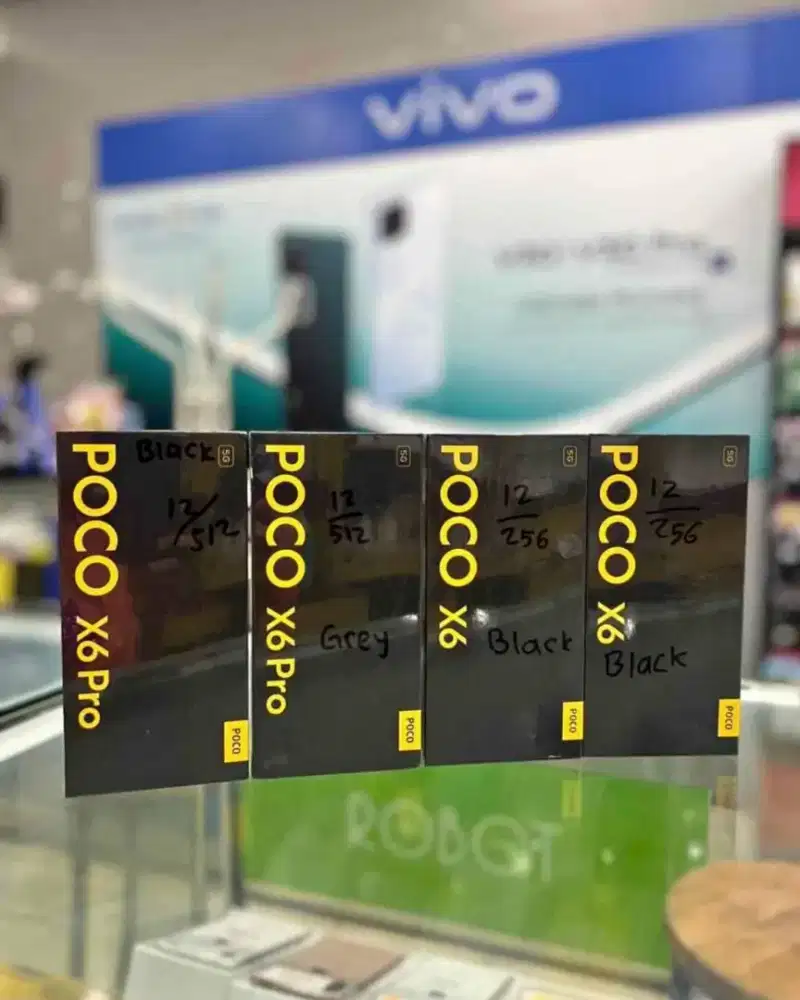 vivo
Black
5G
12/512
POCO X6 Pro
POCO
5G
12
512
POCO X6 Pro
Grey
POCO
5G
12
256
POCO X6
Black
POCO
5G
12
256
POCO X6
Black
POCO
ROBOT